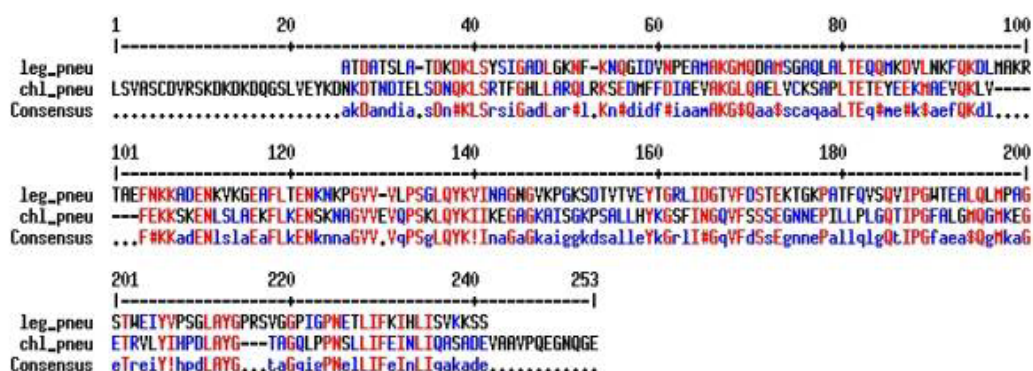 1 20 40 60 80 100
|--------+---------+---------+---------+---------+---------+---------+---------+---------+---------|
leg_pneu ATDATSLA-TDKDKLSYSIGADLGKNF-KNQGIDVNPEAMAKGMQDAMSGAQLALTEQQMKDVLNKFQKDLMAKR
chl_pneu LSVASCDVRSKDKDKDQGSLVEYKDNKDTNDIELSDNQKLSRTFGHLLARQLRKSEDMFFDIAEVAKGLQAELVCKSAPLTETEYEEKMAEVQKLV----
Consensus .........................akDandia.sDn#KLSrsiGadLar#l.Kn#didf#iaaMAKG$Qaa$scaqaaLTEq#me#k$aefQKdl....
101 120 140 160 180 200
|--------+---------+---------+---------+---------+---------+---------+---------+---------+---------|
leg_pneu TAEFNKKADENKVKGEAFLTENKNKPGVVV-VLPSGLQYKVINAGNGVKPGKSDTVTVEYTGRLIDGTVFDSTEKTGKPATFQVSQVIPGWTEALQLMPAG
chl_pneu ---FEKKSKENLSLAEKFLKENSKNAGVVEVQPSKLQYKIIKEGAGKAISGKPSALLHYKGSFINGQVFSSSEGNNEPILLPLGQTIPGFALGMQGMKEG
Consensus ...F#KKadENlslaEaFLkENknnaGVV.VqPSgLQYK!InaGaGkaiggkdsalleYkGrlI#GqVFdSsEgnnePallqlgQtIPGfaea$QgMkaG
201 220 240 253
|--------+---------+---------+------------|
leg_pneu STWEIYVPSGLAYGPRSVGGPIGPNETLIFKIHLISVKKSS
chl_pneu ETRVLYIHPDLAYG---TAGQLPPNSLLIFEINLIQASADEVAAVPQEGNQGE
Consensus eTreiY!hpdLAYG...taGqigPNelLIFeInLIqakade............